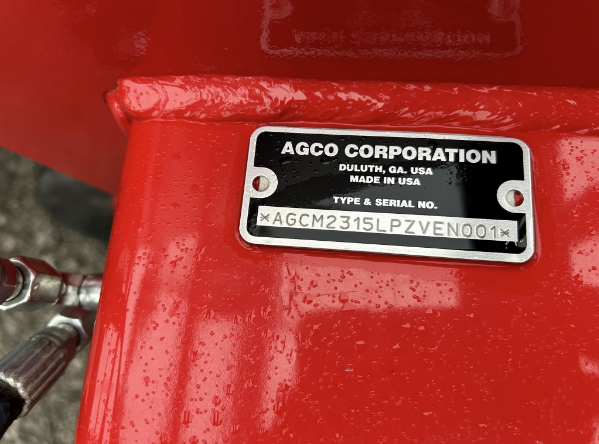 AGCO CORPORATION
DULUTH, GA. USA
MADE IN USA
TYPE & SERIAL NO.
*AGCM2315LPZVEN001*